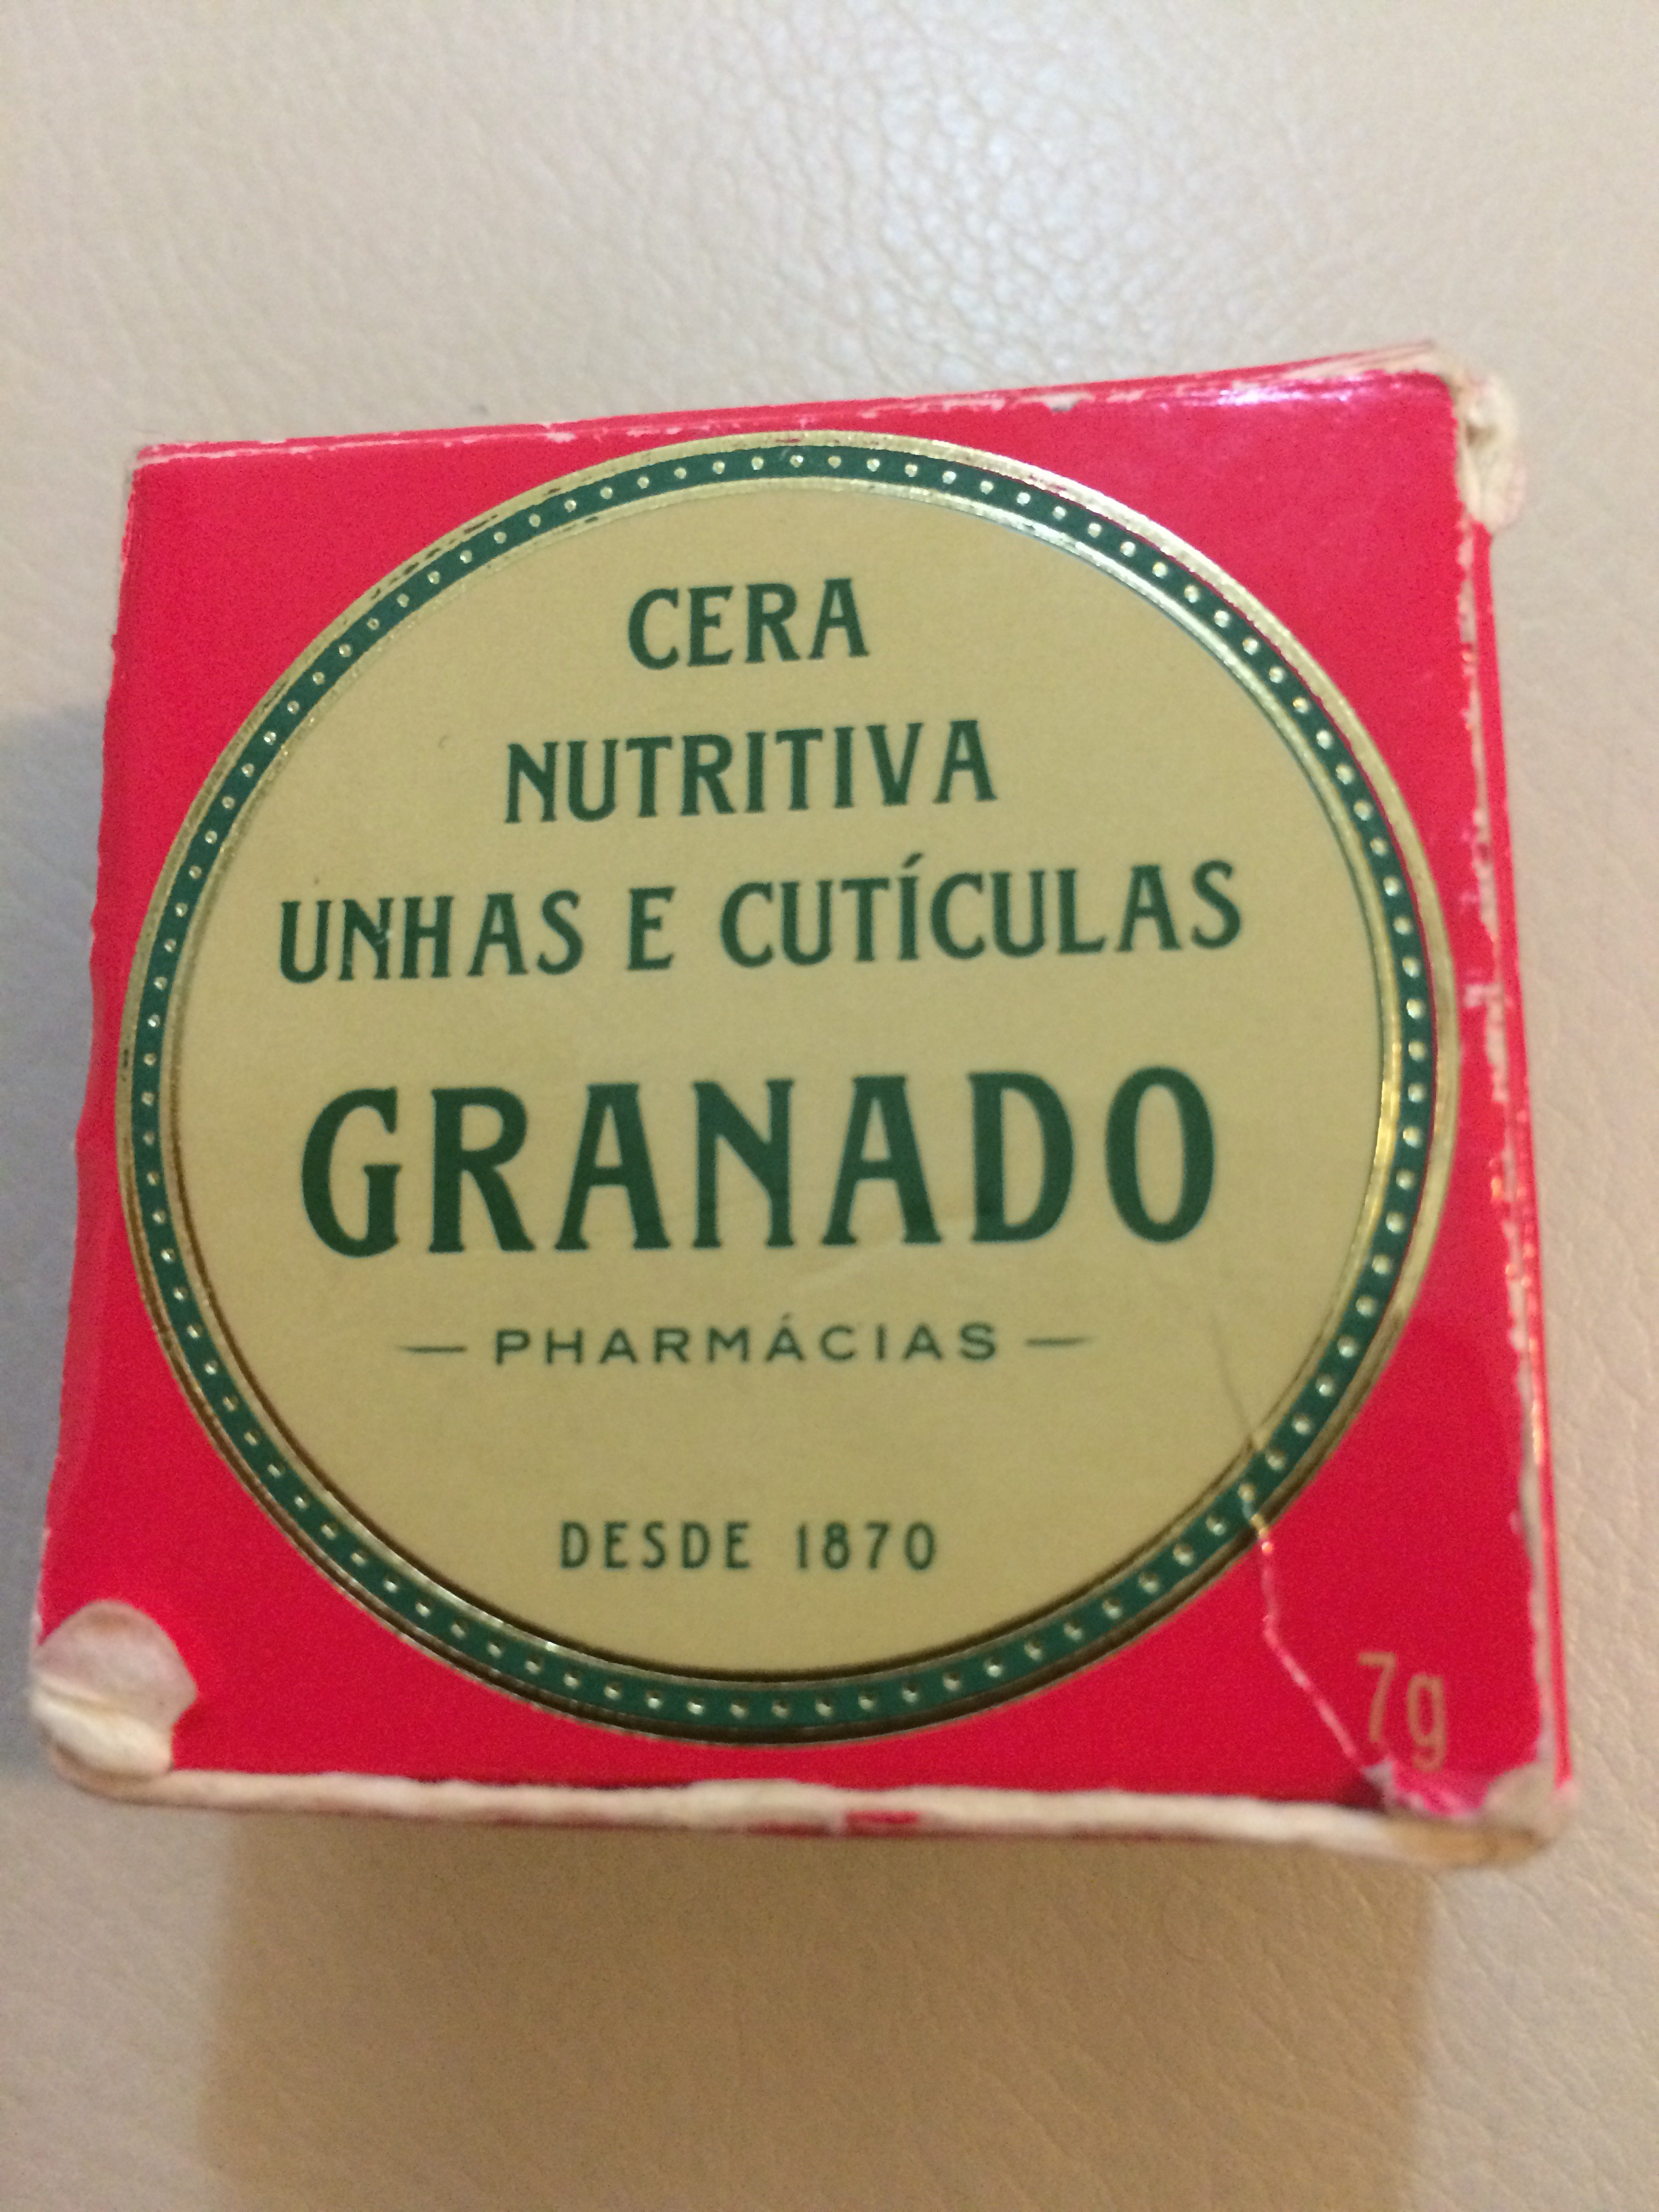 CERA
NUTRITIVA
UNHAS E CUTÍCULAS
GRANADO
— PHARMÁCIAS —
DESDE 1870
7g